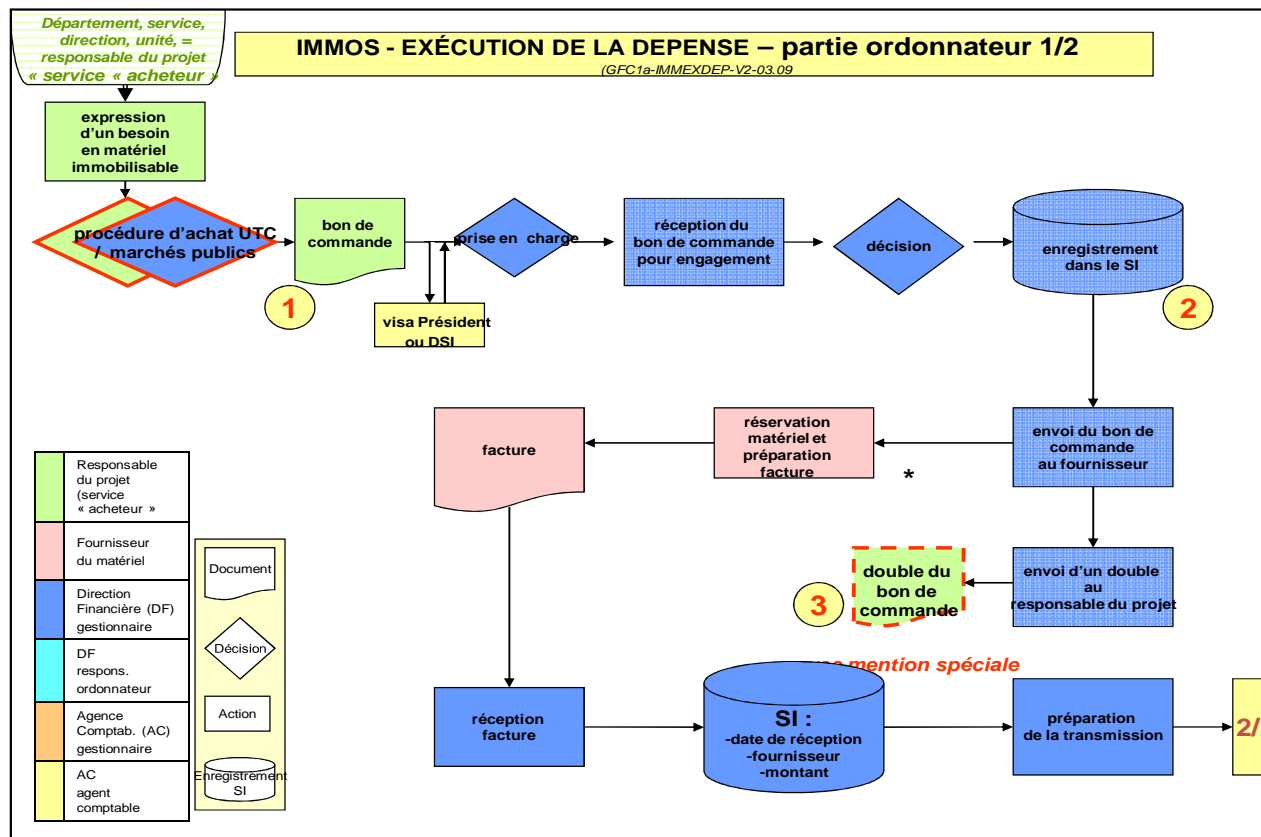 Département, service,
direction, unité, =
responsable du projet
« service « acheteur »
IMMOS - EXÉCUTION DE LA DEPENSE – partie ordonnateur 1/2
(GFC1a-IMMEXDEP-V2-03.09
expression
d'un besoin
en matériel
immobilisable
procédure d'achat UTC
/ marchés publics
1
bon de
commande
visa Président
ou DSI
prise en charge
réception du
bon de commande
pour engagement
décision
enregistrement
dans le SI
2
facture
réservation
matériel et
préparation
facture
*
envoi du bon de
commande
au fournisseur
3
double du
bon de
commande
envoi d'un double
au
responsable du projet
mention spéciale
réception
facture
SI :
-date de réception
-fournisseur
-montant
préparation
de la transmission
2/
Responsable
du projet
(service
« acheteur »
Fournisseur
du matériel
Direction
Financière (DF)
gestionnaire
DF
respons.
ordonnateur
Agence
Comptab. (AC)
gestionnaire
AC
agent
comptable
Document
Décision
Action
Enregistrement
SI